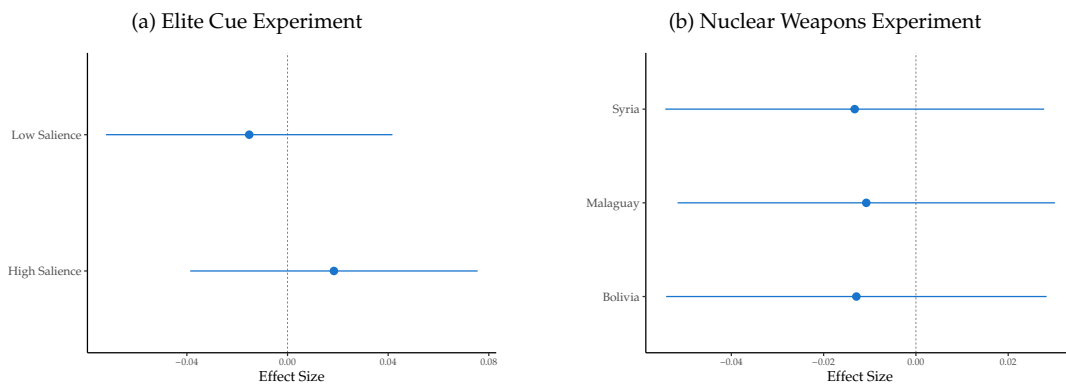 (a) Elite Cue Experiment
Low Salience
High Salience
−0.04 0.00 0.04 0.08
Effect Size
(b) Nuclear Weapons Experiment
Syria
Malaguay
Bolivia
−0.04 −0.02 0.00 0.02
Effect Size